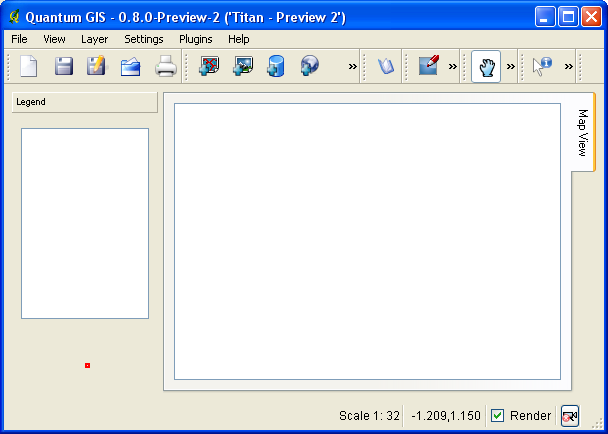 Quantum GIS - 0.8.0-Preview-2 ('Titan - Preview 2')
File View Layer Settings Plugins Help
Legend
Map View
Scale 1: 32 -1.209,1.150 Render